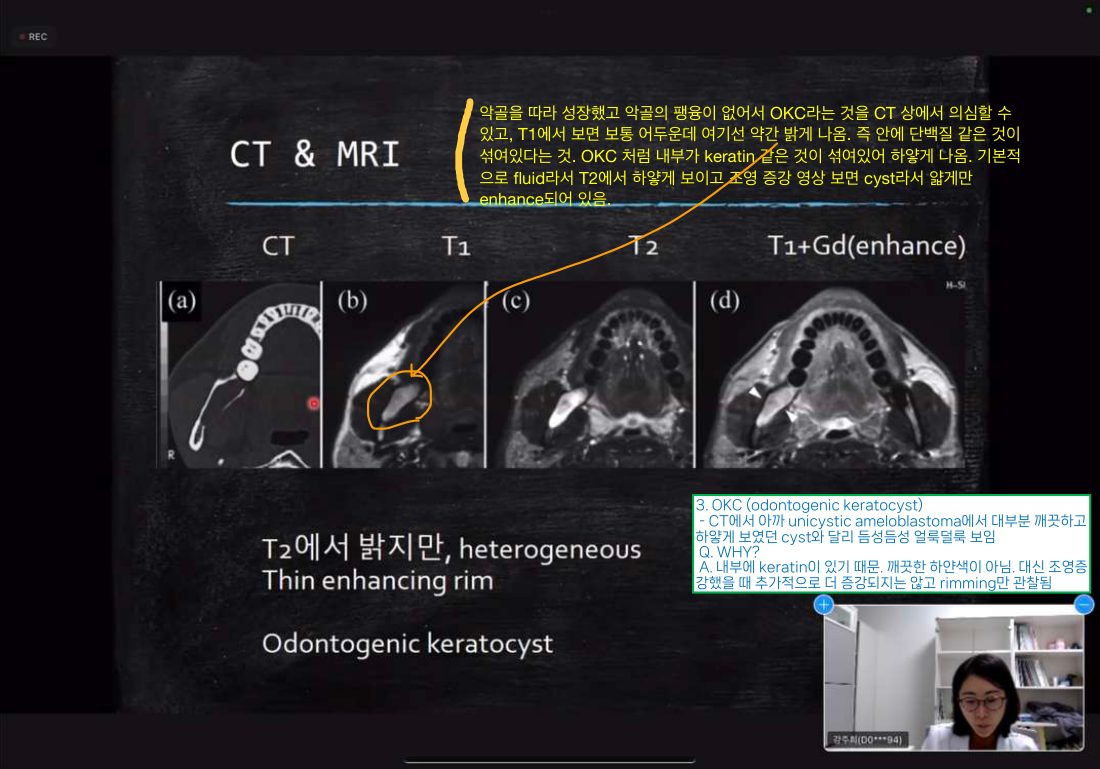 REC
악골을 따라 성장했고 악골의 팽융이 없어서 OKC라는 것을 CT 상에서 의심할 수
있고, T1에서 보면 보통 어두운데 여기선 약간 밝게 나옴. 즉 안에 단백질 같은 것이
섞여있다는 것. OKC 처럼 내부가 keratin 같은 것이 섞여있어 하얗게 나옴. 기본적
으로 fluid라서 T2에서 하얗게 보이고 조영 증강 영상 보면 cyst라서 얇게만
enhance되어 있음.
CT & MRI
CT T1 T2 T1+Gd(enhance)
(a) (b) (c) (d)
R
T2에서 밝지만, heterogeneous
Thin enhancing rim
Odontogenic keratocyst
3. OKC (odontogenic keratocyst)
- CT에서 아까 unicystic ameloblastoma에서 대부분 깨끗하고
하얗게 보였던 cyst와 달리 듬성듬성 얼룩덜룩 보임
Q. WHY?
A. 내부에 keratin이 있기 때문. 깨끗한 하얀색이 아님. 대신 조영증
강했을 때 추가적으로 더 증강되지는 않고 rimming만 관찰됨
강주희(D0***94)